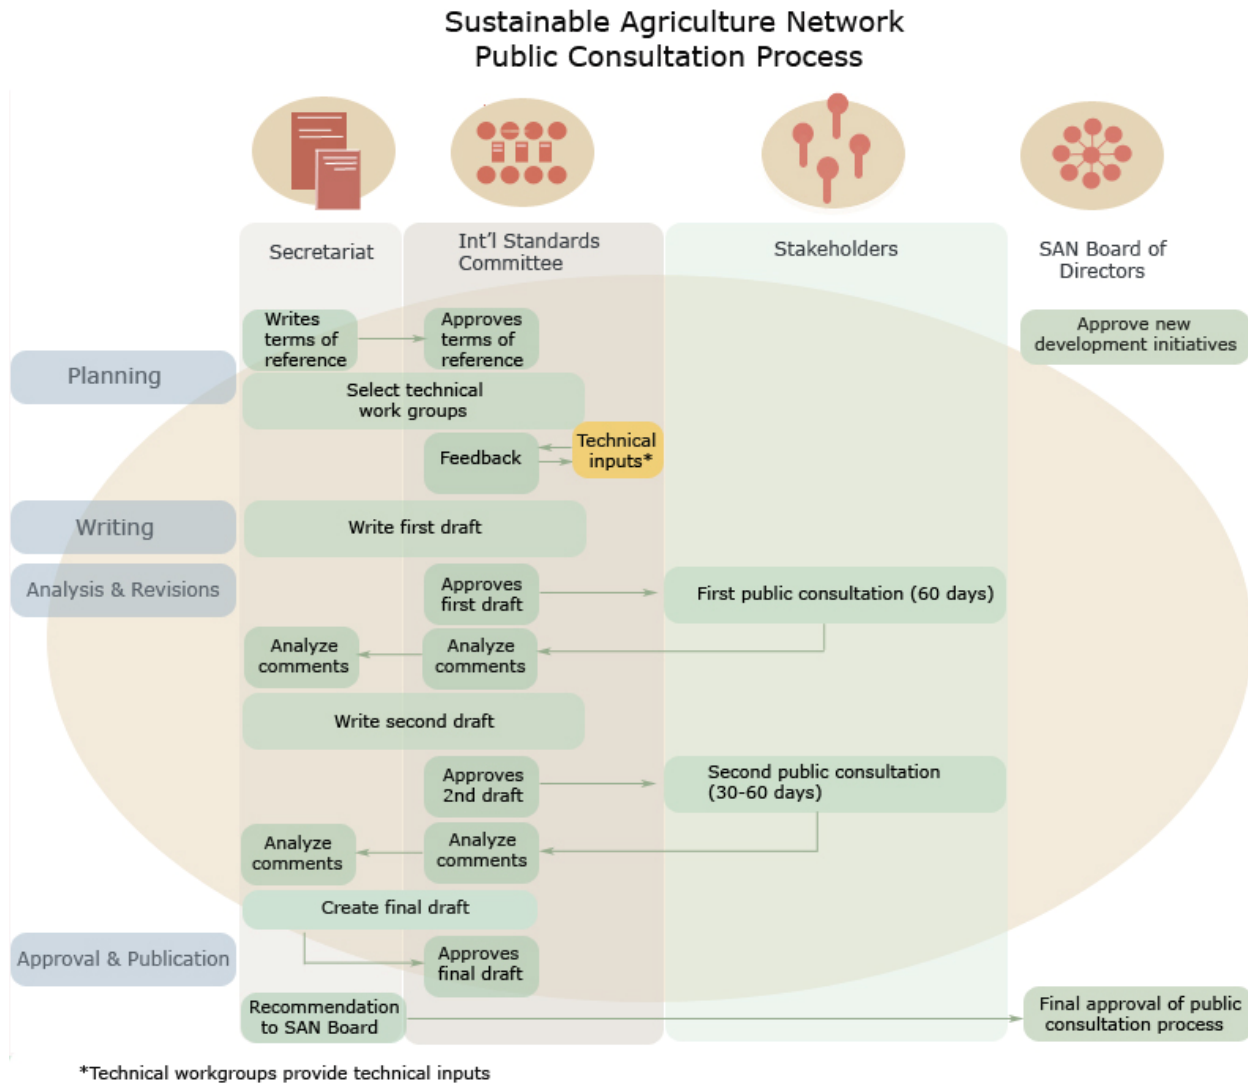 Sustainable Agriculture Network
Public Consultation Process
Secretariat
Int'l Standards
Committee
Stakeholders
SAN Board of
Directors
Writes
terms of
reference
Approves
terms of
reference
Approve new
development initiatives
Planning
Select technical
work groups
Feedback
Technical
inputs*
Writing
Write first draft
Analysis & Revisions
Approves
first draft
First public consultation (60 days)
Analyze
comments
Analyze
comments
Write second draft
Approves
2nd draft
Second public consultation
(30-60 days)
Analyze
comments
Analyze
comments
Create final draft
Approval & Publication
Approves
final draft
Recommendation
to SAN Board
Final approval of public
consultation process
*Technical workgroups provide technical inputs